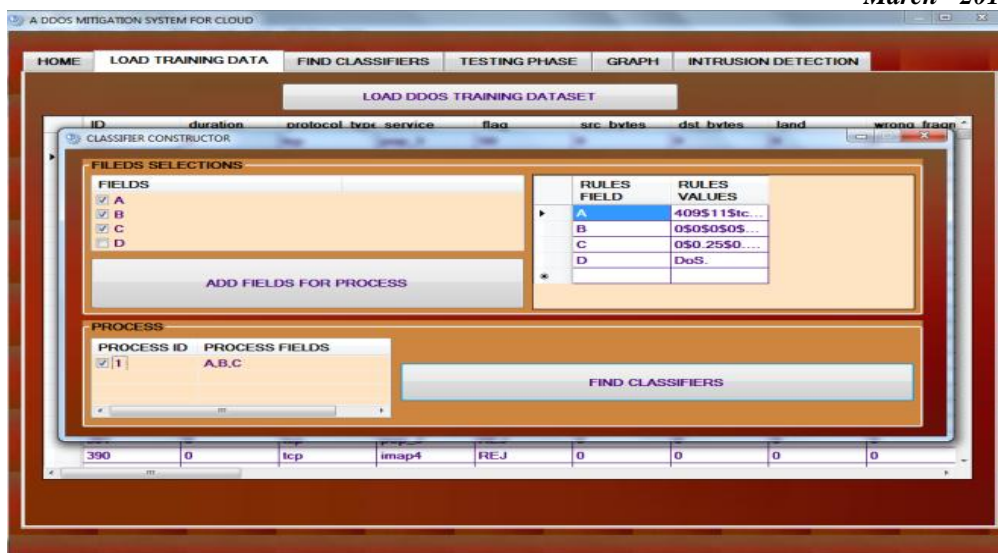 March 201
A DDOS MITIGATION SYSTEM FOR CLOUD
HOME LOAD TRAINING DATA FIND CLASSIFIERS TESTING PHASE GRAPH INTRUSION DETECTION
LOAD DDOS TRAINING DATASET
ID duration protocol_type service flag src_bytes dst_bytes land wrong_fragm
CLASSIFIER CONSTRUCTOR
FILEDS SELECTIONS
FIELDS
A
B
C
D
ADD FIELDS FOR PROCESS
RULES FIELD RULES VALUES
A 409$11$tc...
B 0$0$0$0$...
C 0$0.25$0....
D DoS.
PROCESS
PROCESS ID PROCESS FIELDS
1 A,B,C
FIND CLASSIFIERS
390 0 tcp imap4 REJ 0 0 0 0